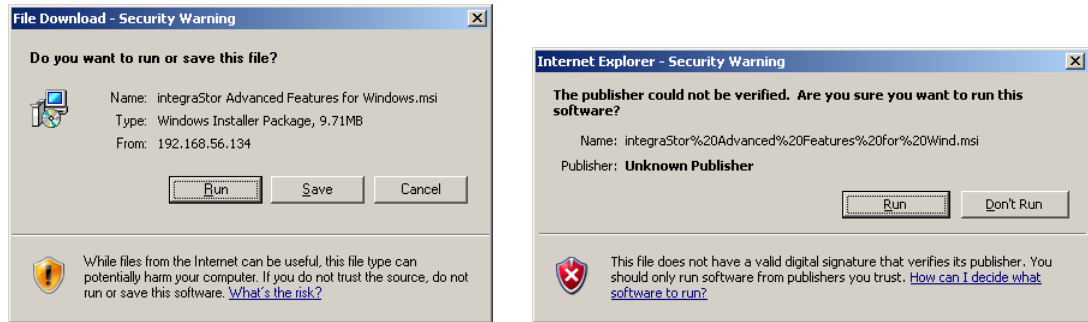 File Download - Security Warning
Do you want to run or save this file?
Name: integraStor Advanced Features for Windows.msi
Type: Windows Installer Package, 9.71MB
From: 192.168.56.134
Run Save Cancel
While files from the Internet can be useful, this file type can
potentially harm your computer. If you do not trust the source, do not
run or save this software. What's the risk?
Internet Explorer - Security Warning
The publisher could not be verified. Are you sure you want to run this
software?
Name: integraStor%20Advanced%20Features%20for%20Wind.msi
Publisher: Unknown Publisher
Run Don't Run
This file does not have a valid digital signature that verifies its publisher. You
should only run software from publishers you trust. How can I decide what
software to run?